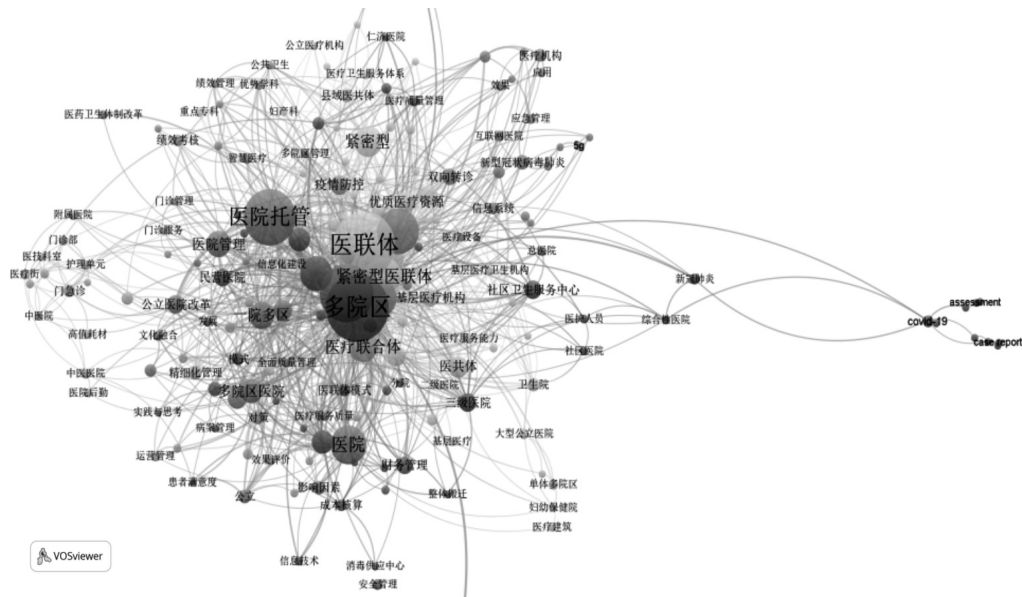 仁济医院
公立医疗机构
医疗机构
公共卫生
医疗卫生服务体系
应用
绩效管理
优势学科
效果
县域医共体
医疗质量管理
医药卫生体制改革
重点专科
妇产科
应急管理
绩效考核
紧密型
互联网医院
5g
智慧医疗
多院区管理
新型冠状病毒肺炎
疫情防控
双向转诊
门诊管理
优质医疗资源
附属医院
医院托管
信息系统
门诊服务
门诊部
医院管理
医联体
医疗设备
总医院
医技科室
护理单元
信息化建设
基层医疗卫生机构
医疗街
民营医院
紧密型医联体
新冠肺炎
门急诊
社区卫生服务中心
公立医院改革
多院区
基层医疗机构
assessment
中医院
院多区
医护人员
综合性医院
covid-19
高值耗材
文化融合
医疗服务能力
case report
医疗联合体
社区医院
模式
全面质量管理
医共体
中医医院
精细化管理
分院
二级医院
卫生院
医院后勤
多院区医院
医联体模式
三级医院
实践与思考
对策
医疗服务质量
病案管理
大型公立医院
医院
基层医疗
运营管理
效果评价
财务管理
患者满意度
影响因素
单体多院区
公立
整体搬迁
成本核算
妇幼保健院
医疗建筑
信息技术
消毒供应中心
安全管理
VOSviewer